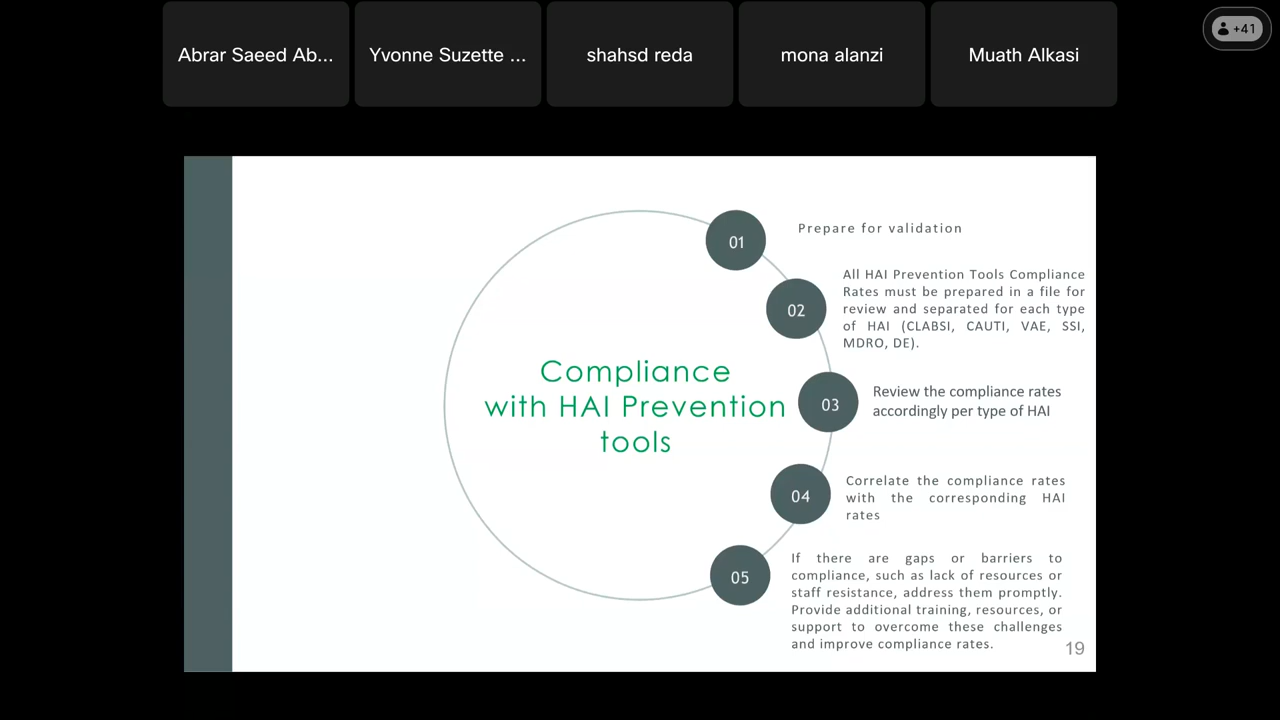 Abrar Saeed Ab...
Yvonne Suzette ...
shahsd reda
mona alanzi
Muath Alkasi
+41
Compliance
with HAI Prevention
tools
01
Prepare for validation
02
All HAI Prevention Tools Compliance
Rates must be prepared in a file for
review and separated for each type
of HAI (CLABSI, CAUTI, VAE, SSI,
MDRO, DE).
03
Review the compliance rates
accordingly per type of HAI
04
Correlate the compliance rates
with the corresponding HAI
rates
05
If there are gaps or barriers to
compliance, such as lack of resources or
staff resistance, address them promptly.
Provide additional training, resources, or
support to overcome these challenges
and improve compliance rates.
19